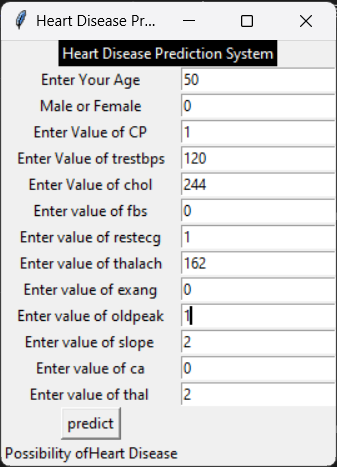 Heart Disease Pr...
Heart Disease Prediction System
Enter Your Age 50
Male or Female 0
Enter Value of CP 1
Enter Value of trestbps 120
Enter Value of chol 244
Enter value of fbs 0
Enter value of restecg 1
Enter value of thalach 162
Enter value of exang 0
Enter value of oldpeak 1
Enter value of slope 2
Enter value of ca 0
Enter value of thal 2
predict
Possibility ofHeart Disease